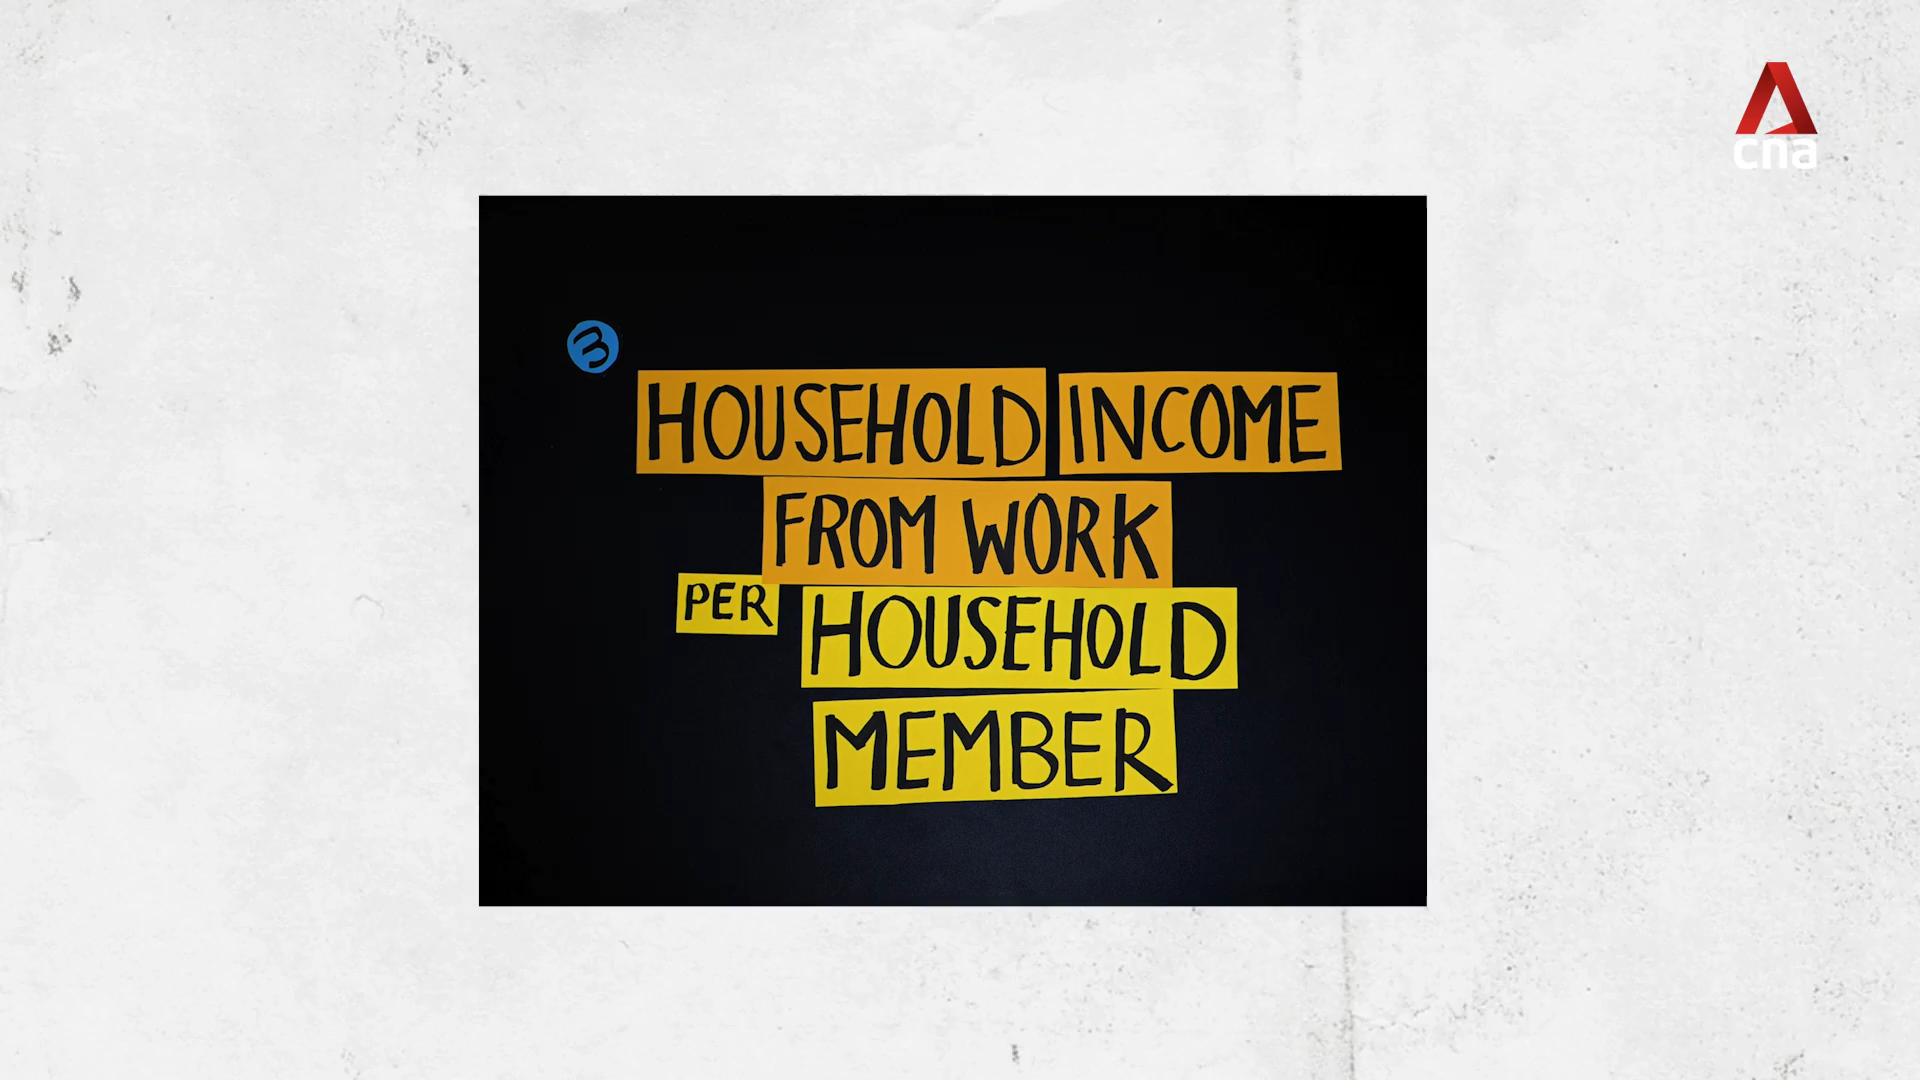 cna
3
HOUSEHOLD INCOME
FROM WORK
PER HOUSEHOLD
MEMBER